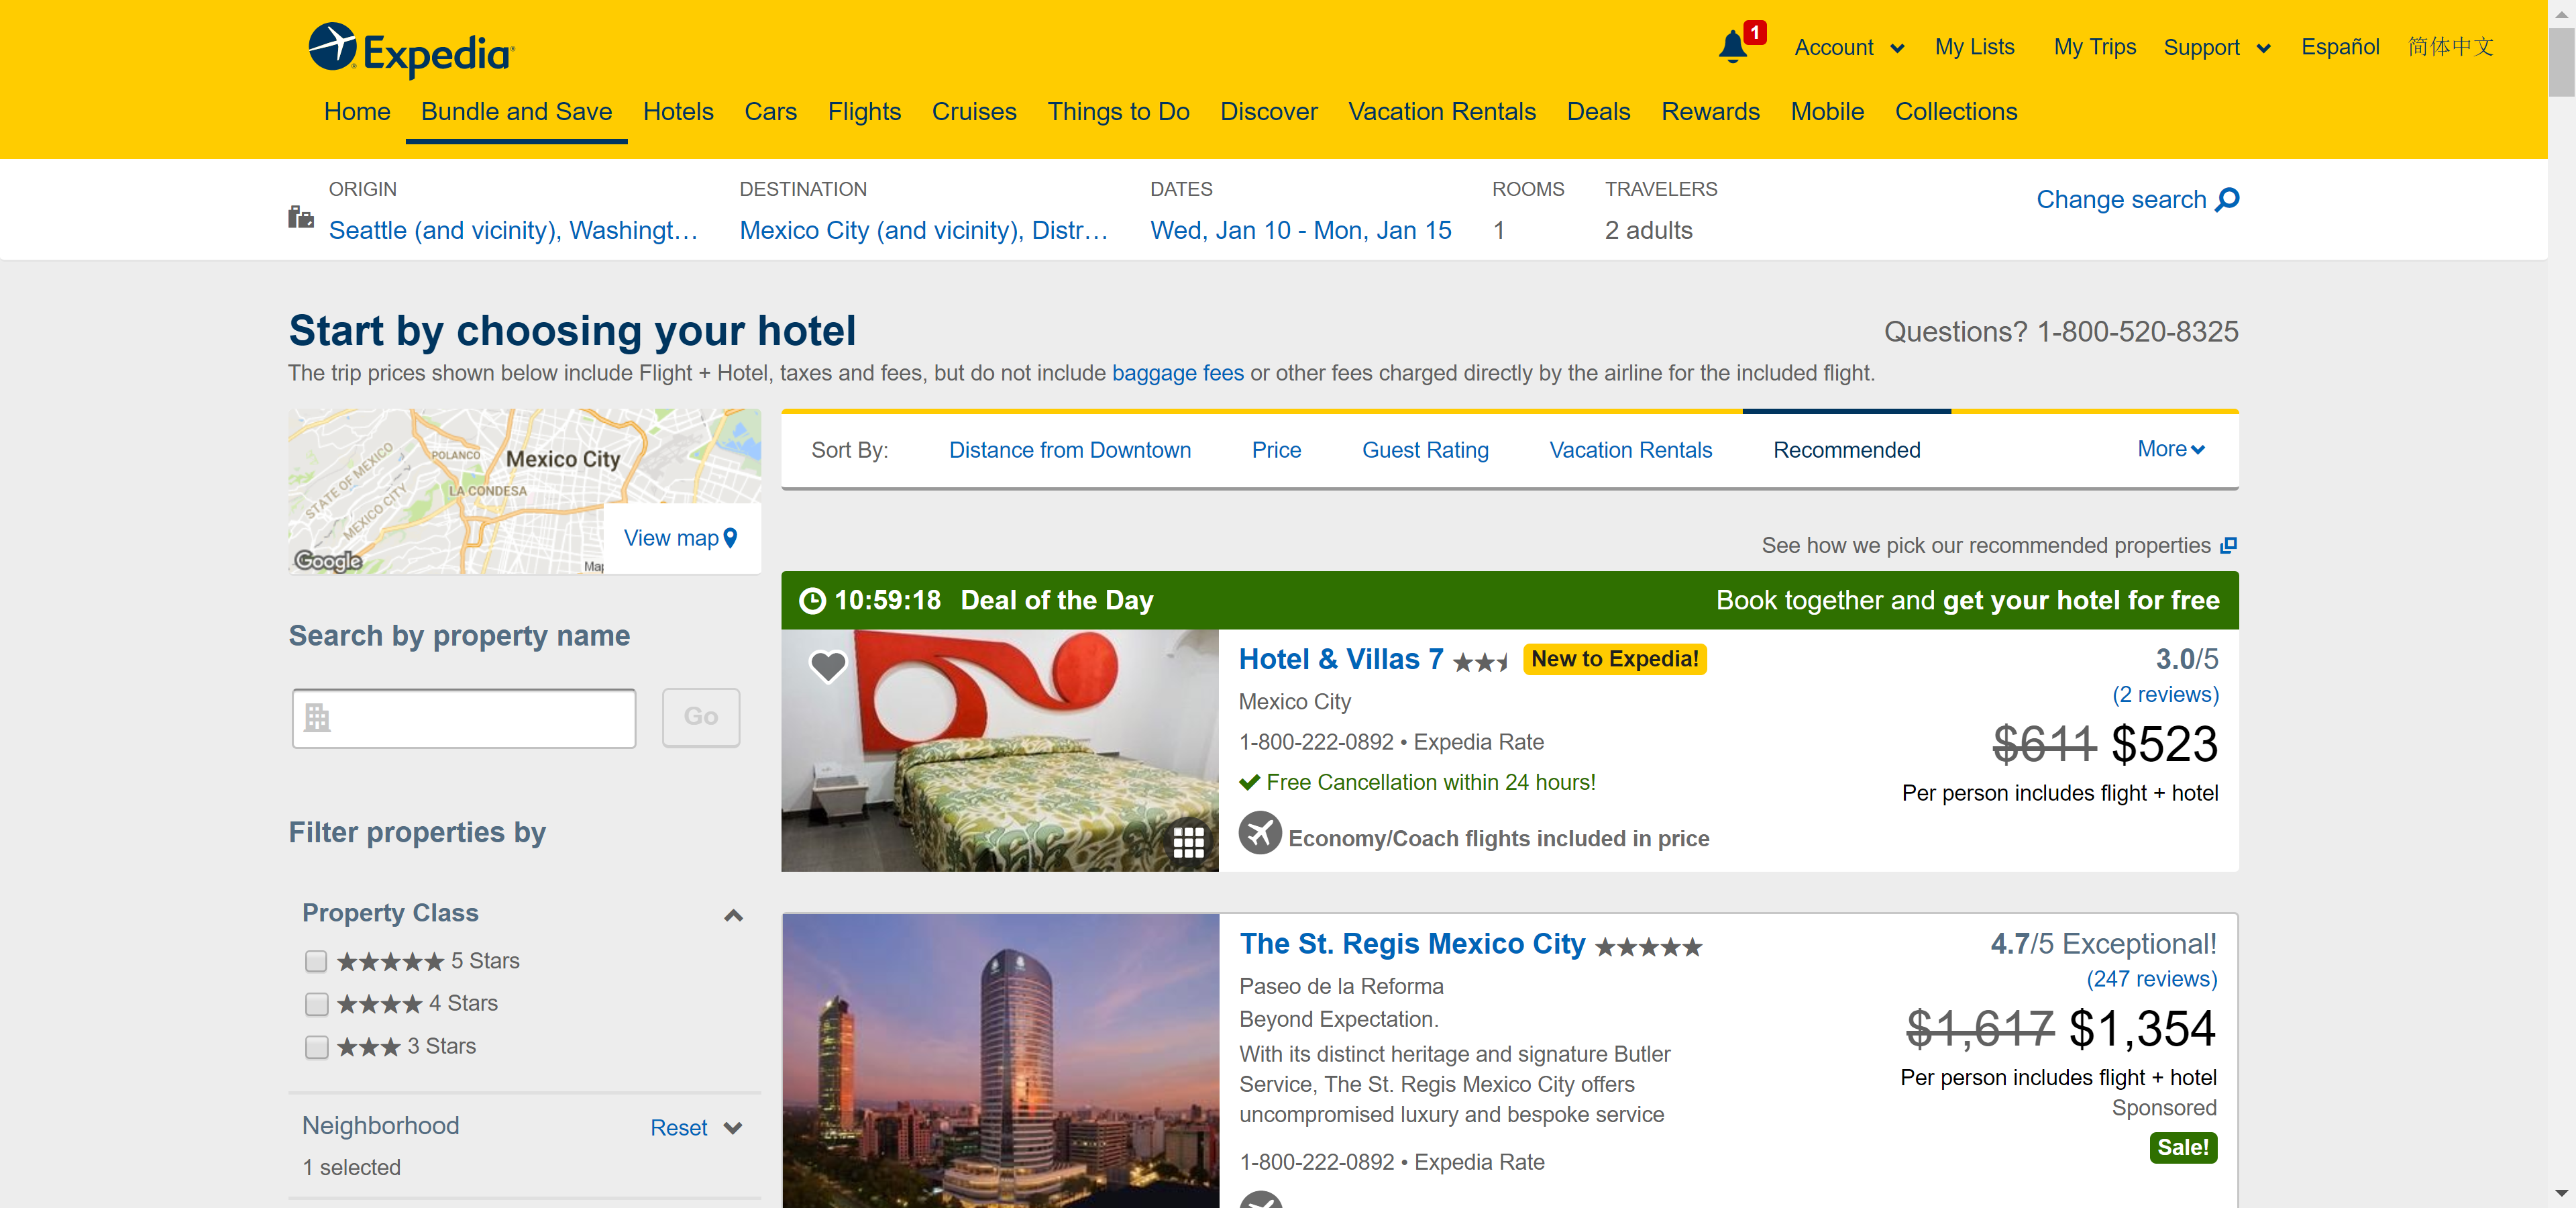 Expedia
1
Account
My Lists
My Trips
Support
Español
简体中文
Home
Bundle and Save
Hotels
Cars
Flights
Cruises
Things to Do
Discover
Vacation Rentals
Deals
Rewards
Mobile
Collections
ORIGIN
Seattle (and vicinity), Washingt…
DESTINATION
Mexico City (and vicinity), Distr…
DATES
Wed, Jan 10 - Mon, Jan 15
ROOMS
1
TRAVELERS
2 adults
Change search
Start by choosing your hotel
Questions? 1-800-520-8325
The trip prices shown below include Flight + Hotel, taxes and fees, but do not include baggage fees or other fees charged directly by the airline for the included flight.
POLANCO
Mexico City
STATE OF MEXICO
MEXICO CITY
LA CONDESA
View map
Google
Map
Sort By:
Distance from Downtown
Price
Guest Rating
Vacation Rentals
Recommended
More
See how we pick our recommended properties
Search by property name
Go
Filter properties by
Property Class
5 Stars
4 Stars
3 Stars
Neighborhood
Reset
1 selected
10:59:18 Deal of the Day
Book together and get your hotel for free
Hotel & Villas 7
New to Expedia!
Mexico City
1-800-222-0892 • Expedia Rate
Free Cancellation within 24 hours!
Economy/Coach flights included in price
3.0/5
(2 reviews)
$611 $523
Per person includes flight + hotel
The St. Regis Mexico City
Paseo de la Reforma
Beyond Expectation.
With its distinct heritage and signature Butler
Service, The St. Regis Mexico City offers
uncompromised luxury and bespoke service
1-800-222-0892 • Expedia Rate
4.7/5 Exceptional!
(247 reviews)
$1,617 $1,354
Per person includes flight + hotel
Sponsored
Sale!